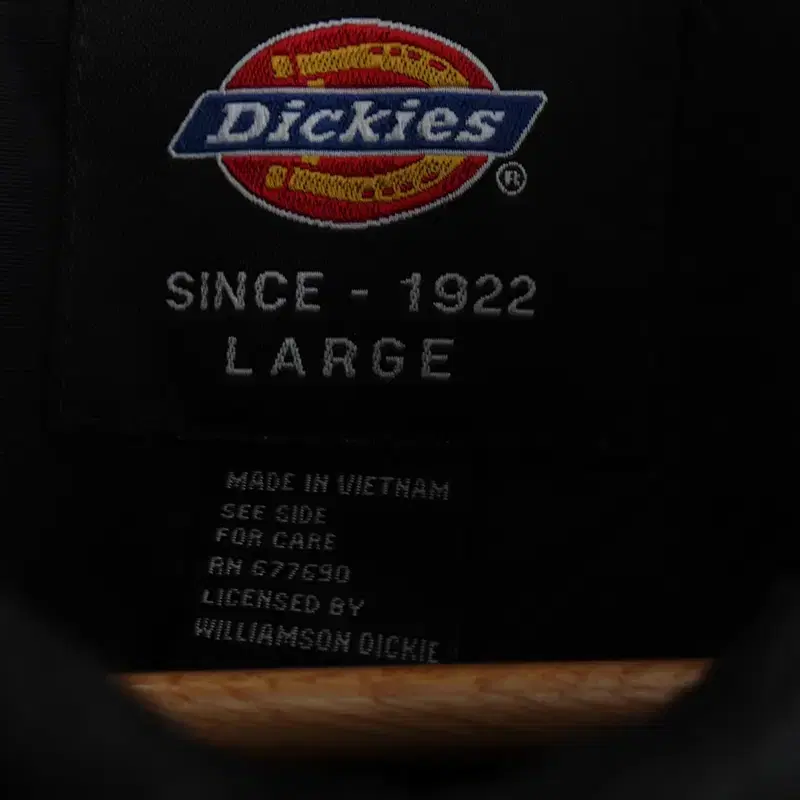 Dickies
®
SINCE - 1922
LARGE
MADE IN VIETNAM
SEE SIDE
FOR CARE
RN 677690
LICENSED BY
WILLIAMSON DICKIE